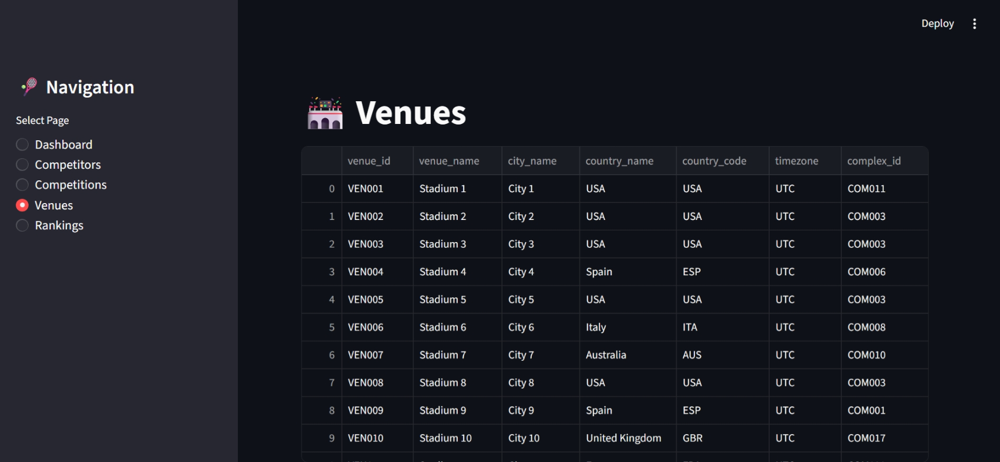 Deploy
Navigation
Select Page
Dashboard
Competitors
Competitions
Venues
Rankings
Venues
venue_id venue_name city_name country_name country_code timezone complex_id
0 VEN001 Stadium 1 City 1 USA USA UTC COM011
1 VEN002 Stadium 2 City 2 USA USA UTC COM003
2 VEN003 Stadium 3 City 3 USA USA UTC COM003
3 VEN004 Stadium 4 City 4 Spain ESP UTC COM006
4 VEN005 Stadium 5 City 5 USA USA UTC COM003
5 VEN006 Stadium 6 City 6 Italy ITA UTC COM008
6 VEN007 Stadium 7 City 7 Australia AUS UTC COM010
7 VEN008 Stadium 8 City 8 USA USA UTC COM003
8 VEN009 Stadium 9 City 9 Spain ESP UTC COM001
9 VEN010 Stadium 10 City 10 United Kingdom GBR UTC COM017